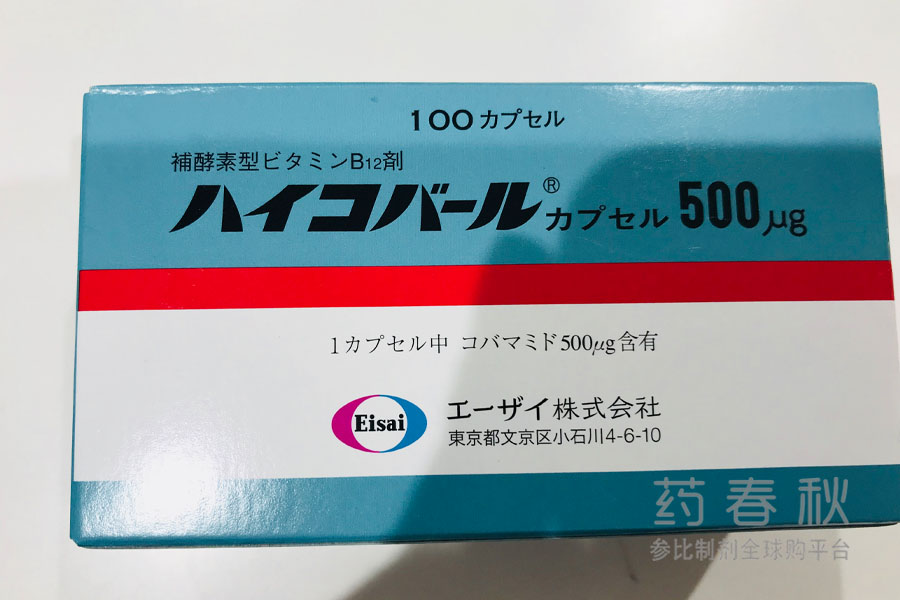 100カプセル
補酵素型ビタミンB12剤
ハイコバール®カプセル 500μg
1カプセル中 コバマミド500μg含有
Eisai
エーザイ株式会社
東京都文京区小石川4-6-10
药春秋
参比制剂全球购平台